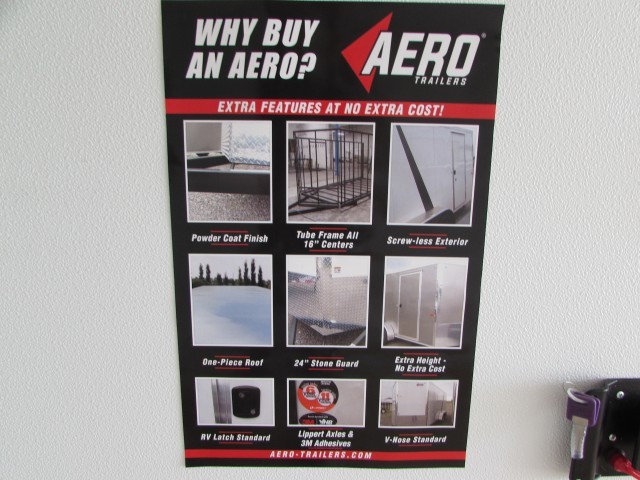 WHY BUY
AN AERO?
AERO®
TRAILERS
EXTRA FEATURES AT NO EXTRA COST!
Powder Coat Finish
Tube Frame All
16" Centers
Screw-less Exterior
One-Piece Roof
24" Stone Guard
Extra Height -
No Extra Cost
RV Latch Standard
Lippert Axles &
3M Adhesives
V-Nose Standard
AERO-TRAILERS.COM